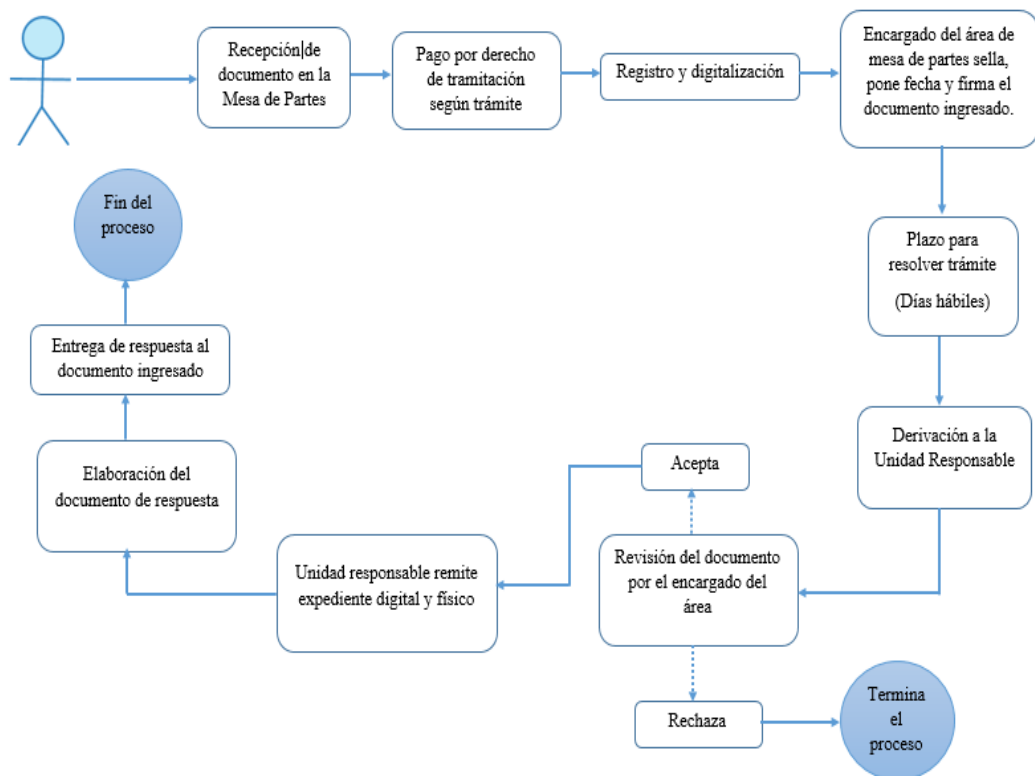 Recepción|de
documento en la
Mesa de Partes
Pago por derecho
de tramitación
según trámite
Registro y digitalización
Encargado del área de
mesa de partes sella,
pone fecha y firma el
documento ingresado.
Plazo para
resolver trámite
(Días hábiles)
Derivación a la
Unidad Responsable
Revisión del documento
por el encargado del
área
Acepta
Rechaza
Termina
el
proceso
Unidad responsable remite
expediente digital y físico
Elaboración del
documento de respuesta
Entrega de respuesta al
documento ingresado
Fin del
proceso